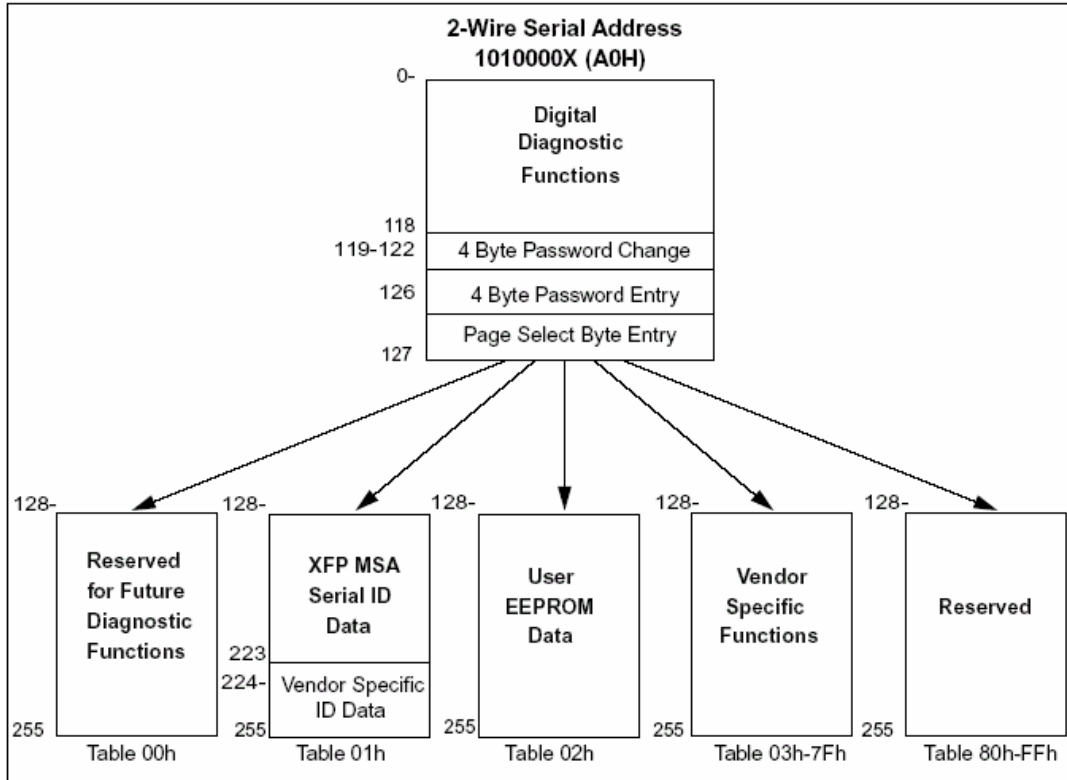 2-Wire Serial Address
1010000X (A0H)
0-
Digital
Diagnostic
Functions
118
119-122
4 Byte Password Change
126
4 Byte Password Entry
Page Select Byte Entry
127
128-
Reserved
for Future
Diagnostic
Functions
255
Table 00h
128-
XFP MSA
Serial ID
Data
223
224-
Vendor Specific
ID Data
255
Table 01h
128-
User
EEPROM
Data
255
Table 02h
128-
Vendor
Specific
Functions
255
Table 03h-7Fh
128-
Reserved
255
Table 80h-FFh